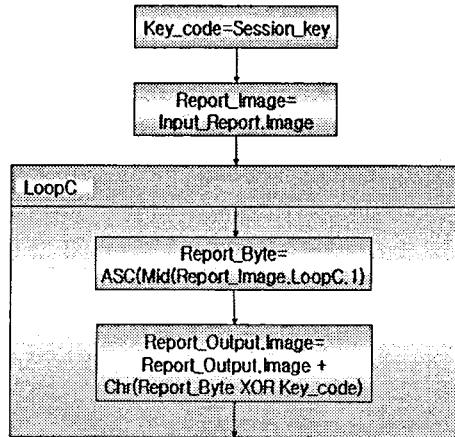 Key_code=Session_key
Report_Image=
Input_Report.Image
LoopC
Report_Byte=
ASC(Mid(Report_Image.LoopC.1)
Report_Output.Image=
Report_Output.Image +
Chr(Report_Byte XOR Key_code)